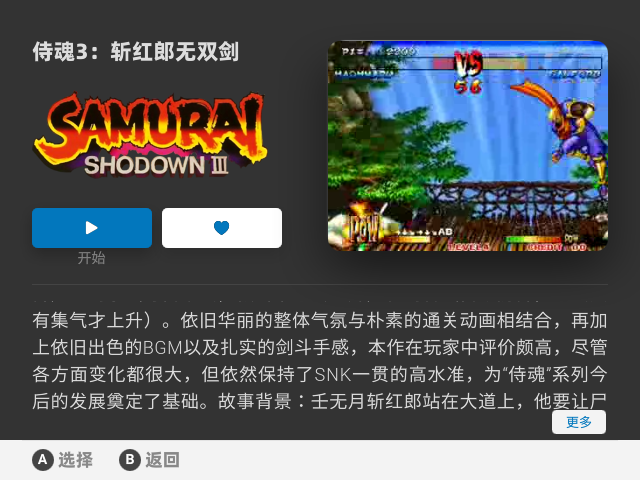 侍魂3：斩红郎无双剑
SAMURAI
SHODOWN III
开始
VS
56
HAOHMARU
GALFORD
POW
AD
LEVEL4
CREDIT 00
POW
有集气才上升）。依旧华丽的整体气氛与朴素的通关动画相结合，再加
上依旧出色的BGM以及扎实的剑斗手感，本作在玩家中评价颇高，尽管
各方面变化都很大，但依然保持了SNK一贯的高水准，为“侍魂”系列今
后的发展奠定了基础。故事背景：壬无月斩红郎站在大道上，他要让尸
更多
A 选择 B 返回